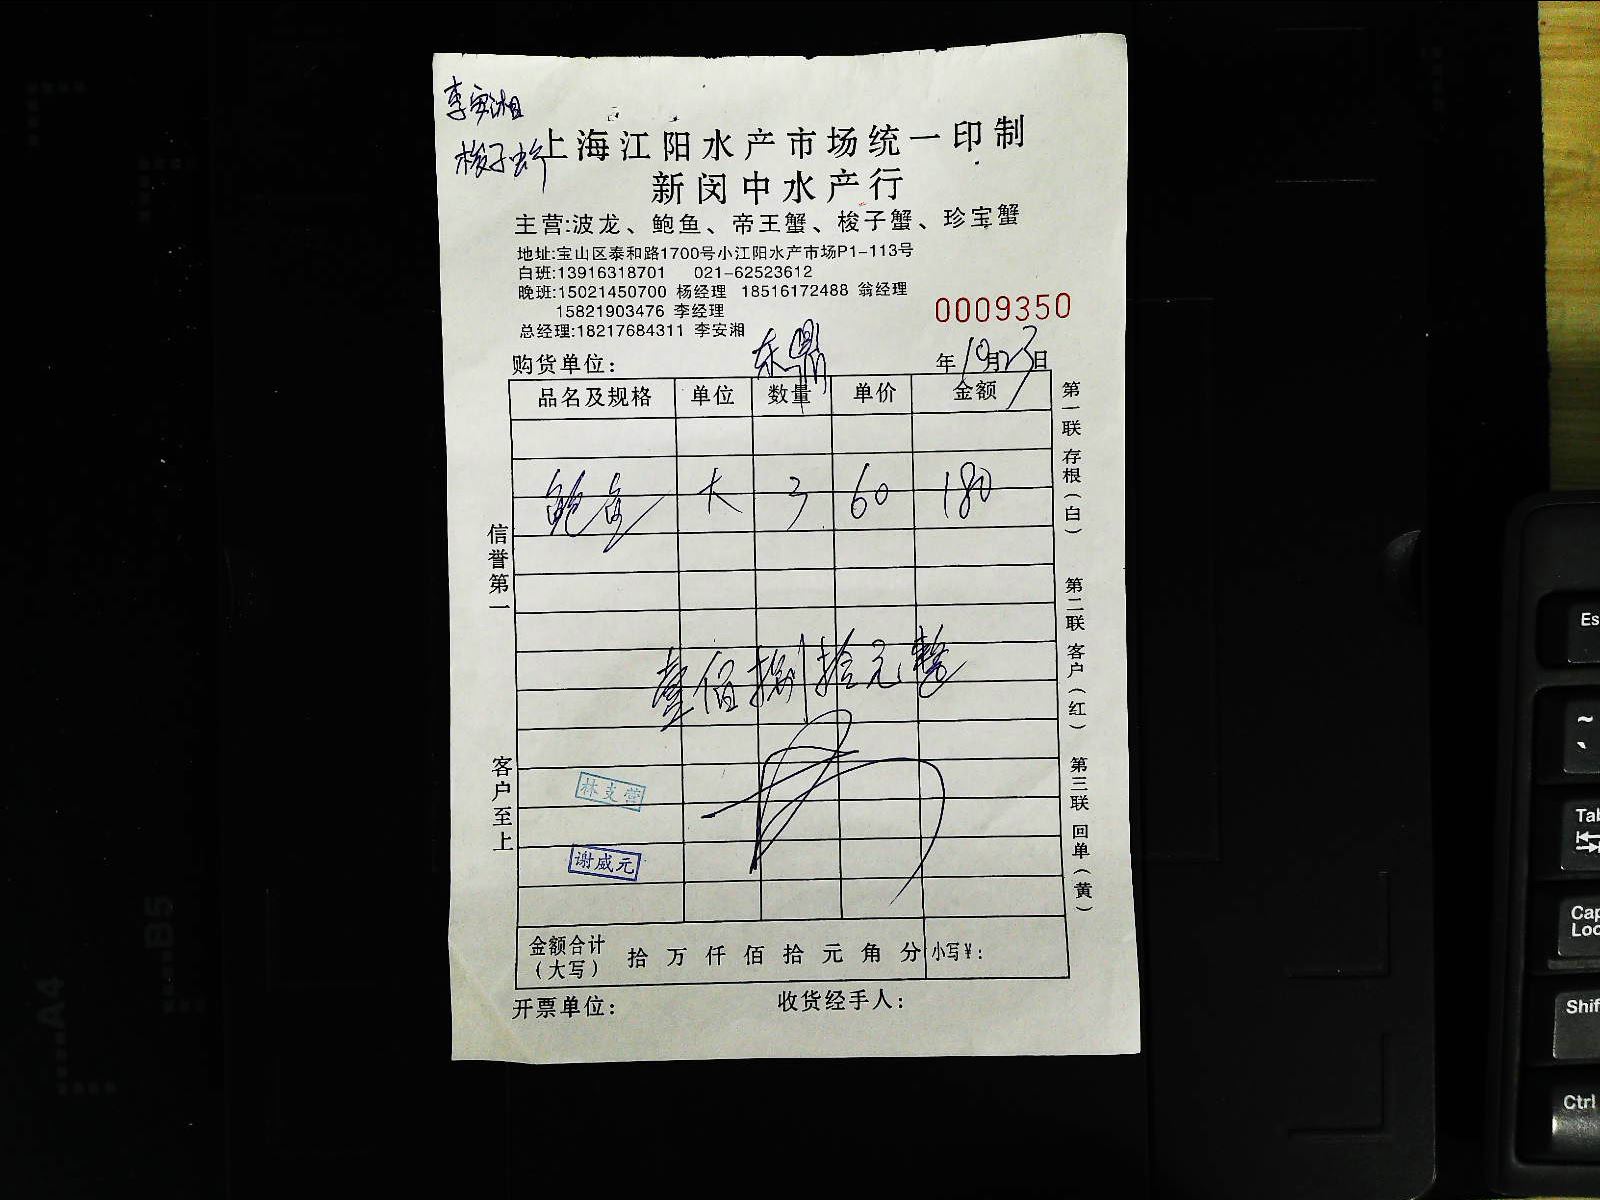 李安湘
梭子蟹
上海江阳水产市场统一印制
新闵中水产行
主营:波龙、鲍鱼、帝王蟹、梭子蟹、珍宝蟹
地址:宝山区泰和路1700号小江阳水产市场P1-113号
白班:13916318701 021-62523612
晚班:15021450700 杨经理 18516172488 翁经理
15821903476 李经理
总经理:18217684311 李安湘
0009350
购货单位:
年10月23日
品名及规格 单位 数量 单价 金额
鲍鱼 大 3 60 180
壹佰捌拾元整
林支营
谢威元
金额合计(大写) 拾 万 仟 佰 拾 元 角 分 小写¥:
开票单位: 收货经手人:
信誉第一
客户至上
第一联 存根(白)
第二联 客户(红)
第三联 回单(黄)
A4
B5
Esc
~
`
Tab
Caps Lock
Shift
Ctrl